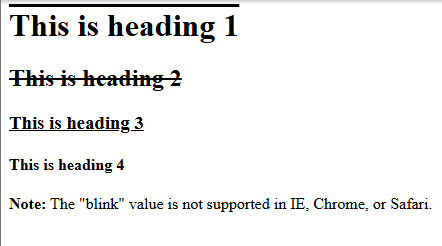 This is heading 1
This is heading 2
This is heading 3
This is heading 4
Note: The "blink" value is not supported in IE, Chrome, or Safari.